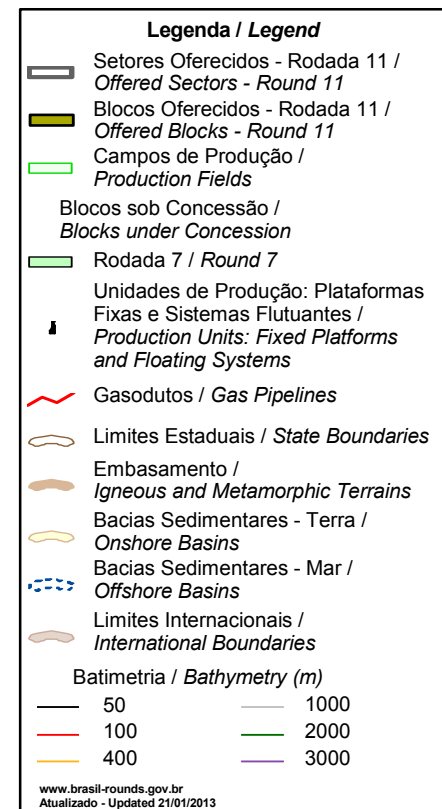 Legenda / Legend
Setores Oferecidos - Rodada 11 /
Offered Sectors - Round 11
Blocos Oferecidos - Rodada 11 /
Offered Blocks - Round 11
Campos de Produção /
Production Fields
Blocos sob Concessão /
Blocks under Concession
Rodada 7 / Round 7
Unidades de Produção: Plataformas
Fixas e Sistemas Flutuantes /
Production Units: Fixed Platforms
and Floating Systems
Gasodutos / Gas Pipelines
Limites Estaduais / State Boundaries
Embasamento /
Igneous and Metamorphic Terrains
Bacias Sedimentares - Terra /
Onshore Basins
Bacias Sedimentares - Mar /
Offshore Basins
Limites Internacionais /
International Boundaries
Batimetria / Bathymetry (m)
50 1000
100 2000
400 3000
www.brasil-rounds.gov.br
Atualizado - Updated 21/01/2013